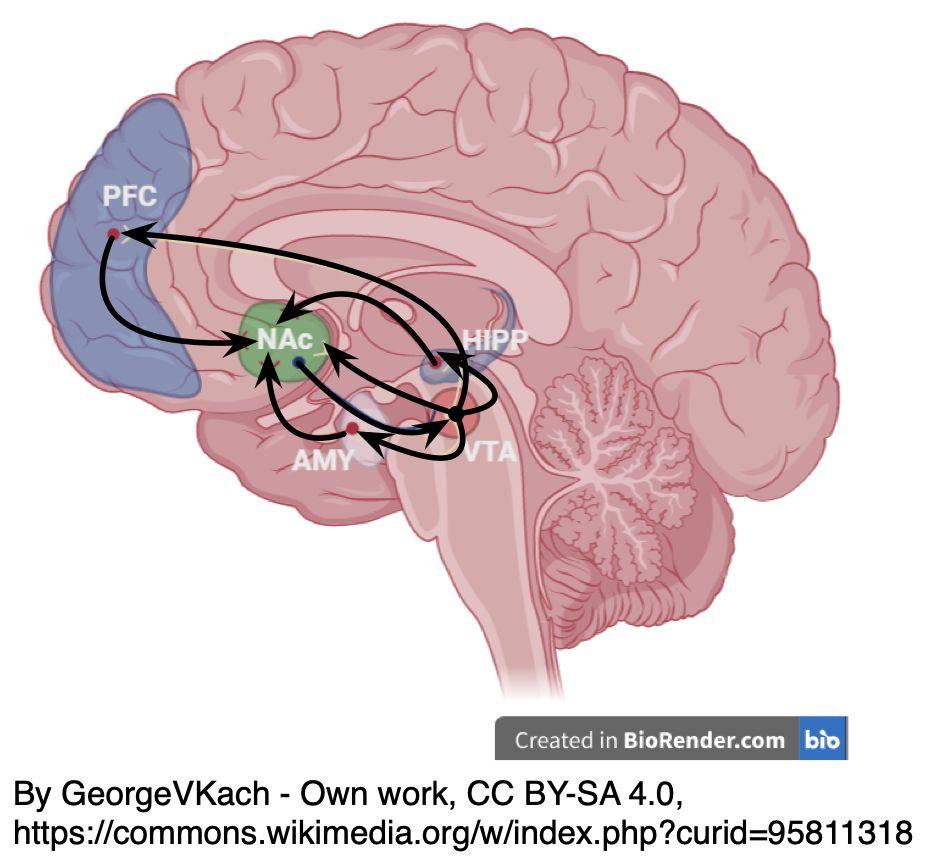 PFC
NAc
HIPP
AMY
VTA
Created in BioRender.com bio
By GeorgeVKach - Own work, CC BY-SA 4.0,
https://commons.wikimedia.org/w/index.php?curid=95811318